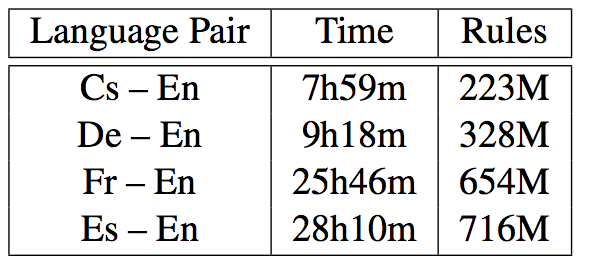 Language Pair Time Rules
Cs – En 7h59m 223M
De – En 9h18m 328M
Fr – En 25h46m 654M
Es – En 28h10m 716M